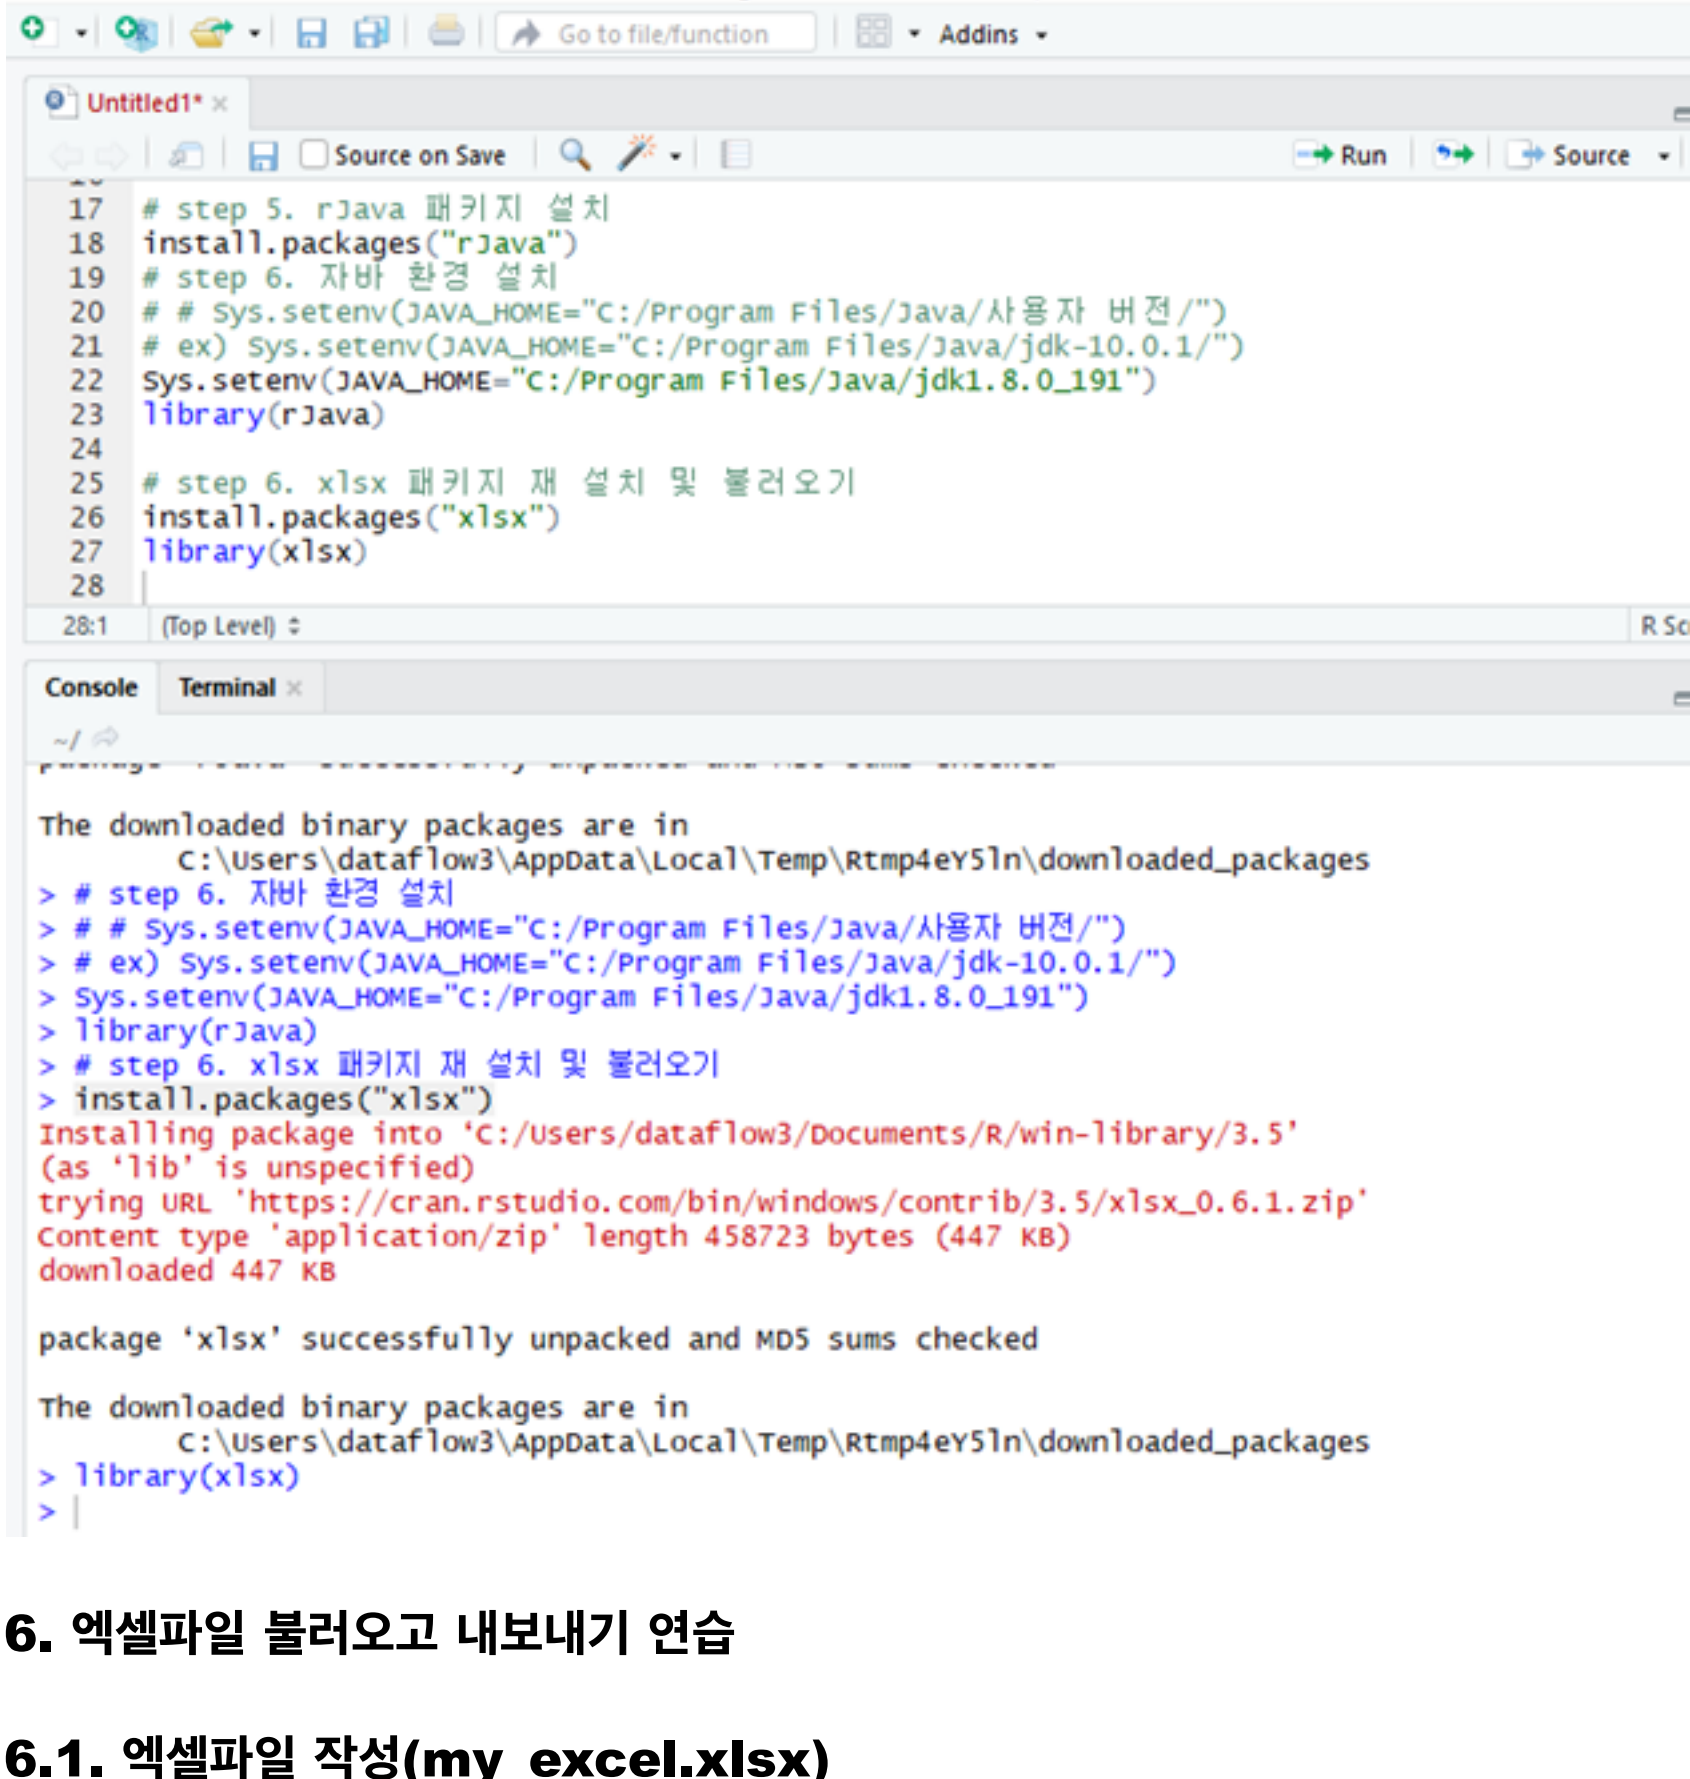 Go to file/function
Addins
Untitled1*
Source on Save
Run
Source
17 # step 5. rJava 패키지 설치
18 install.packages("rJava")
19 # step 6. 자바 환경 설치
20 # # Sys.setenv(JAVA_HOME="C:/Program Files/Java/사용자 버전/")
21 # ex) Sys.setenv(JAVA_HOME="C:/Program Files/Java/jdk-10.0.1/")
22 Sys.setenv(JAVA_HOME="C:/Program Files/Java/jdk1.8.0_191")
23 library(rJava)
24
25 # step 6. xlsx 패키지 재 설치 및 불러오기
26 install.packages("xlsx")
27 library(xlsx)
28
28:1 (Top Level)
R Sc
Console Terminal
~/
The downloaded binary packages are in
C:\Users\dataflow3\AppData\Local\Temp\Rtmp4eY5ln\downloaded_packages
> # step 6. 자바 환경 설치
> # # Sys.setenv(JAVA_HOME="C:/Program Files/Java/사용자 버전/")
> # ex) Sys.setenv(JAVA_HOME="C:/Program Files/Java/jdk-10.0.1/")
> Sys.setenv(JAVA_HOME="C:/Program Files/Java/jdk1.8.0_191")
> library(rJava)
> # step 6. xlsx 패키지 재 설치 및 불러오기
> install.packages("xlsx")
Installing package into ‘C:/Users/dataflow3/Documents/R/win-library/3.5’
(as ‘lib’ is unspecified)
trying URL 'https://cran.rstudio.com/bin/windows/contrib/3.5/xlsx_0.6.1.zip'
Content type 'application/zip' length 458723 bytes (447 KB)
downloaded 447 KB
package ‘xlsx’ successfully unpacked and MD5 sums checked
The downloaded binary packages are in
C:\Users\dataflow3\AppData\Local\Temp\Rtmp4eY5ln\downloaded_packages
> library(xlsx)
>
6. 엑셀파일 불러오고 내보내기 연습
6.1. 엑셀파일 작성(my_excel.xlsx)